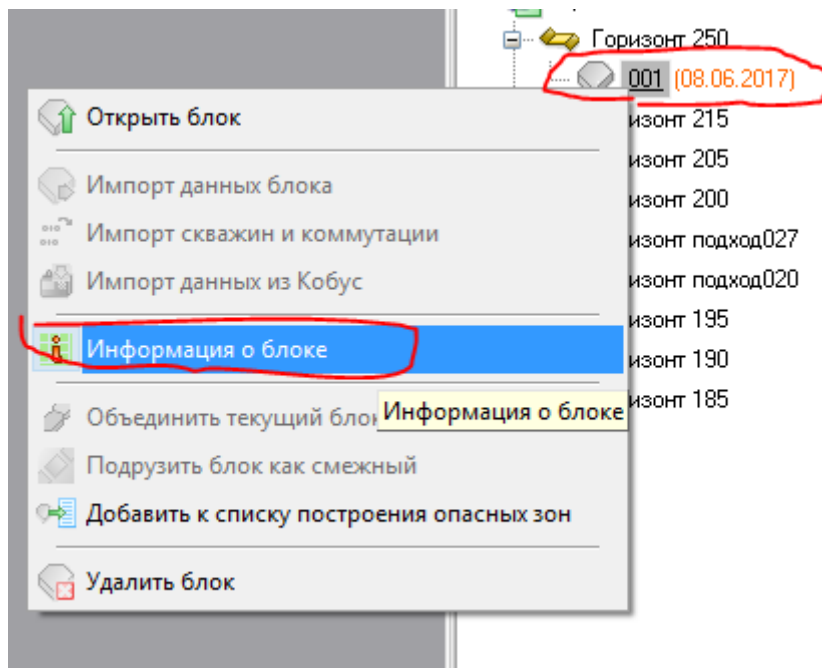 Горизонт 250
001 (08.06.2017)
Открыть блок
изонт 215
изонт 205
Импорт данных блока
изонт 200
Импорт скважин и коммутации
изонт подход027
Импорт данных из Кобус
изонт подход020
изонт 195
Информация о блоке
изонт 190
Объединить текущий блок
Информация о блоке
изонт 185
Подрузить блок как смежный
Добавить к списку построения опасных зон
Удалить блок